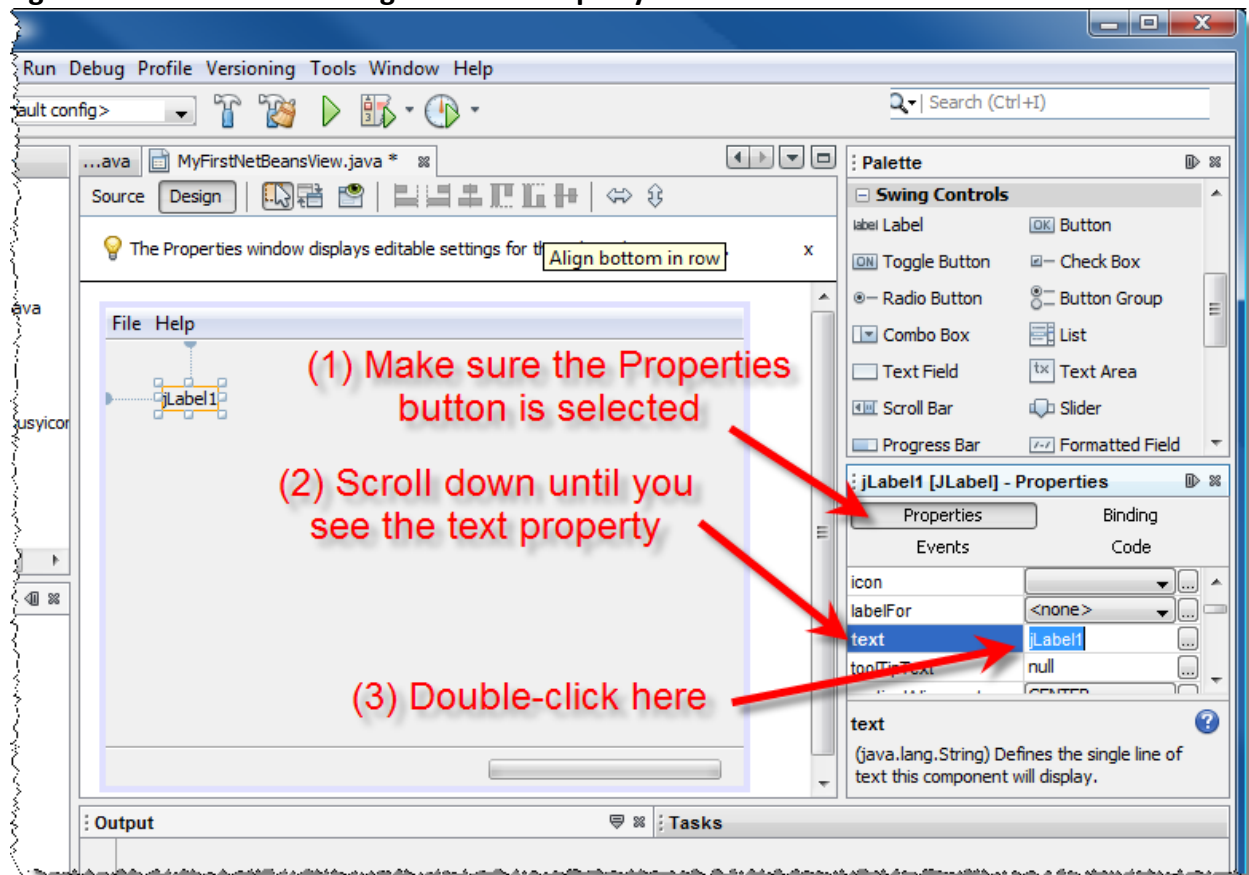 Run Debug Profile Versioning Tools Window Help
ault config>
Search (Ctrl+I)
...ava MyFirstNetBeansView.java *
Source Design
The Properties window displays editable settings for
Align bottom in row
x
ava
usyicor
File Help
jLabel1
(1) Make sure the Properties
button is selected
(2) Scroll down until you
see the text property
(3) Double-click here
Palette
Swing Controls
label Label OK Button
ON Toggle Button Check Box
Radio Button Button Group
Combo Box List
Text Field tx Text Area
Scroll Bar Slider
Progress Bar Formatted Field
jLabel1 [JLabel] - Properties
Properties Binding
Events Code
icon ...
labelFor <none> ...
text jLabel1 ...
toolTipText null ...
CENTER
text
(java.lang.String) Defines the single line of
text this component will display.
Output Tasks